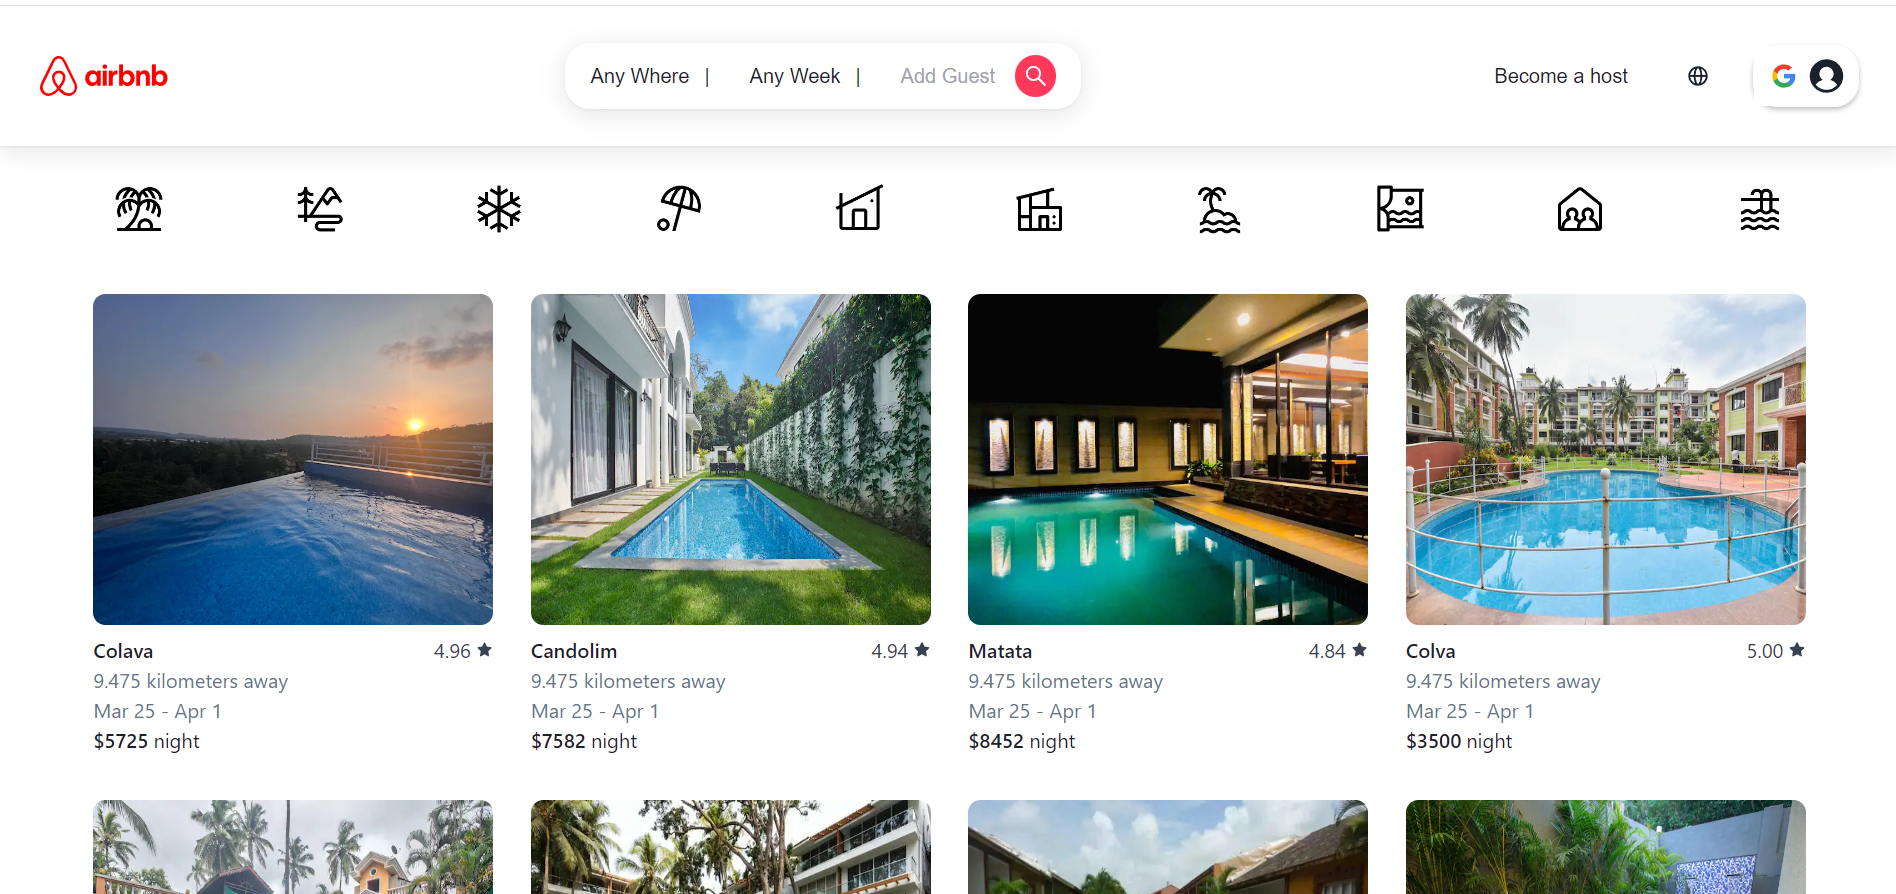 airbnb
Any Where | Any Week | Add Guest
Become a host
Colava 4.96
9.475 kilometers away
Mar 25 - Apr 1
$5725 night
Candolim 4.94
9.475 kilometers away
Mar 25 - Apr 1
$7582 night
Matata 4.84
9.475 kilometers away
Mar 25 - Apr 1
$8452 night
Colva 5.00
9.475 kilometers away
Mar 25 - Apr 1
$3500 night